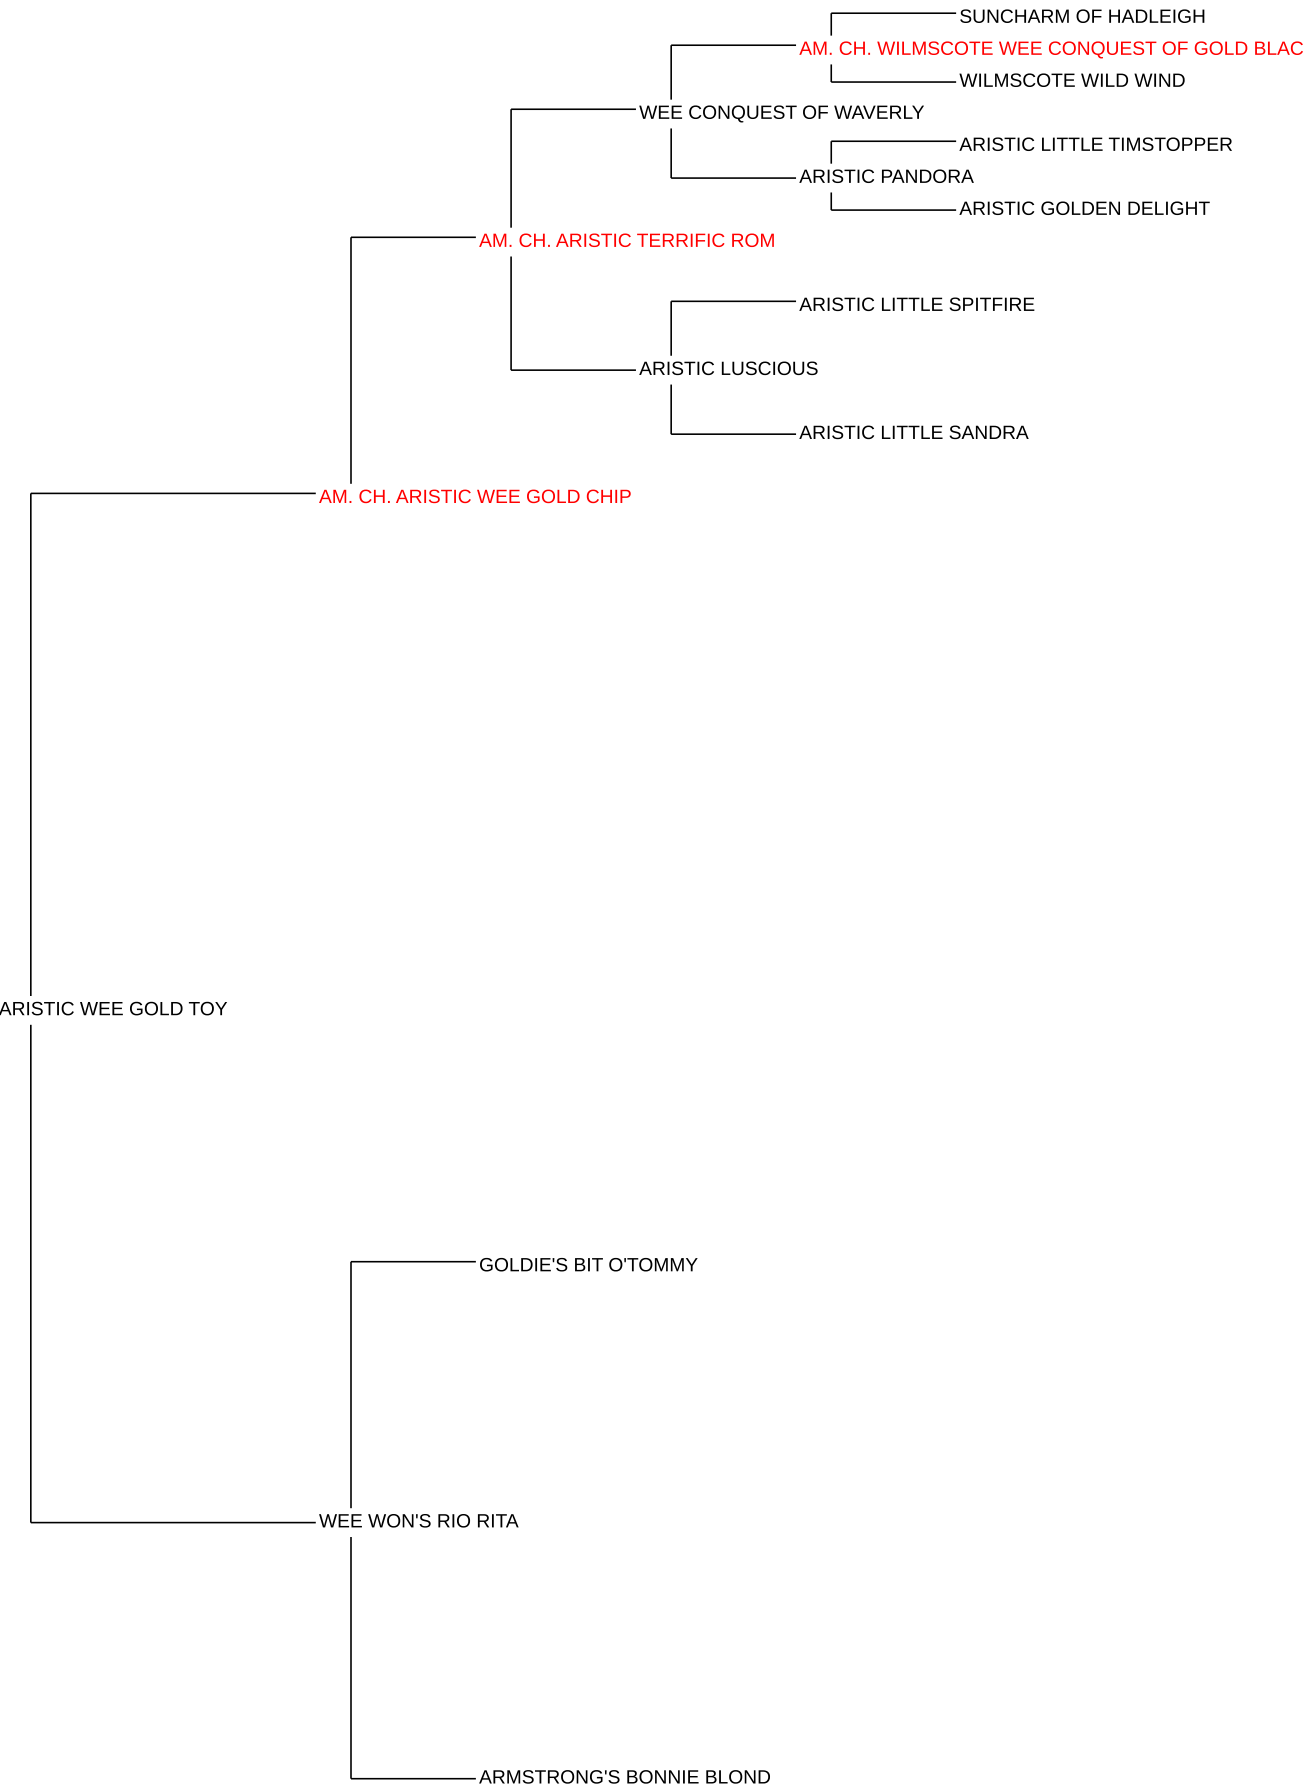 SUNCHARM OF HADLEIGH
AM. CH. WILMSCOTE WEE CONQUEST OF GOLD BLAC
WILMSCOTE WILD WIND
WEE CONQUEST OF WAVERLY
ARISTIC LITTLE TIMSTOPPER
ARISTIC PANDORA
ARISTIC GOLDEN DELIGHT
AM. CH. ARISTIC TERRIFIC ROM
ARISTIC LITTLE SPITFIRE
ARISTIC LUSCIOUS
ARISTIC LITTLE SANDRA
AM. CH. ARISTIC WEE GOLD CHIP
ARISTIC WEE GOLD TOY
GOLDIE'S BIT O'TOMMY
WEE WON'S RIO RITA
ARMSTRONG'S BONNIE BLOND